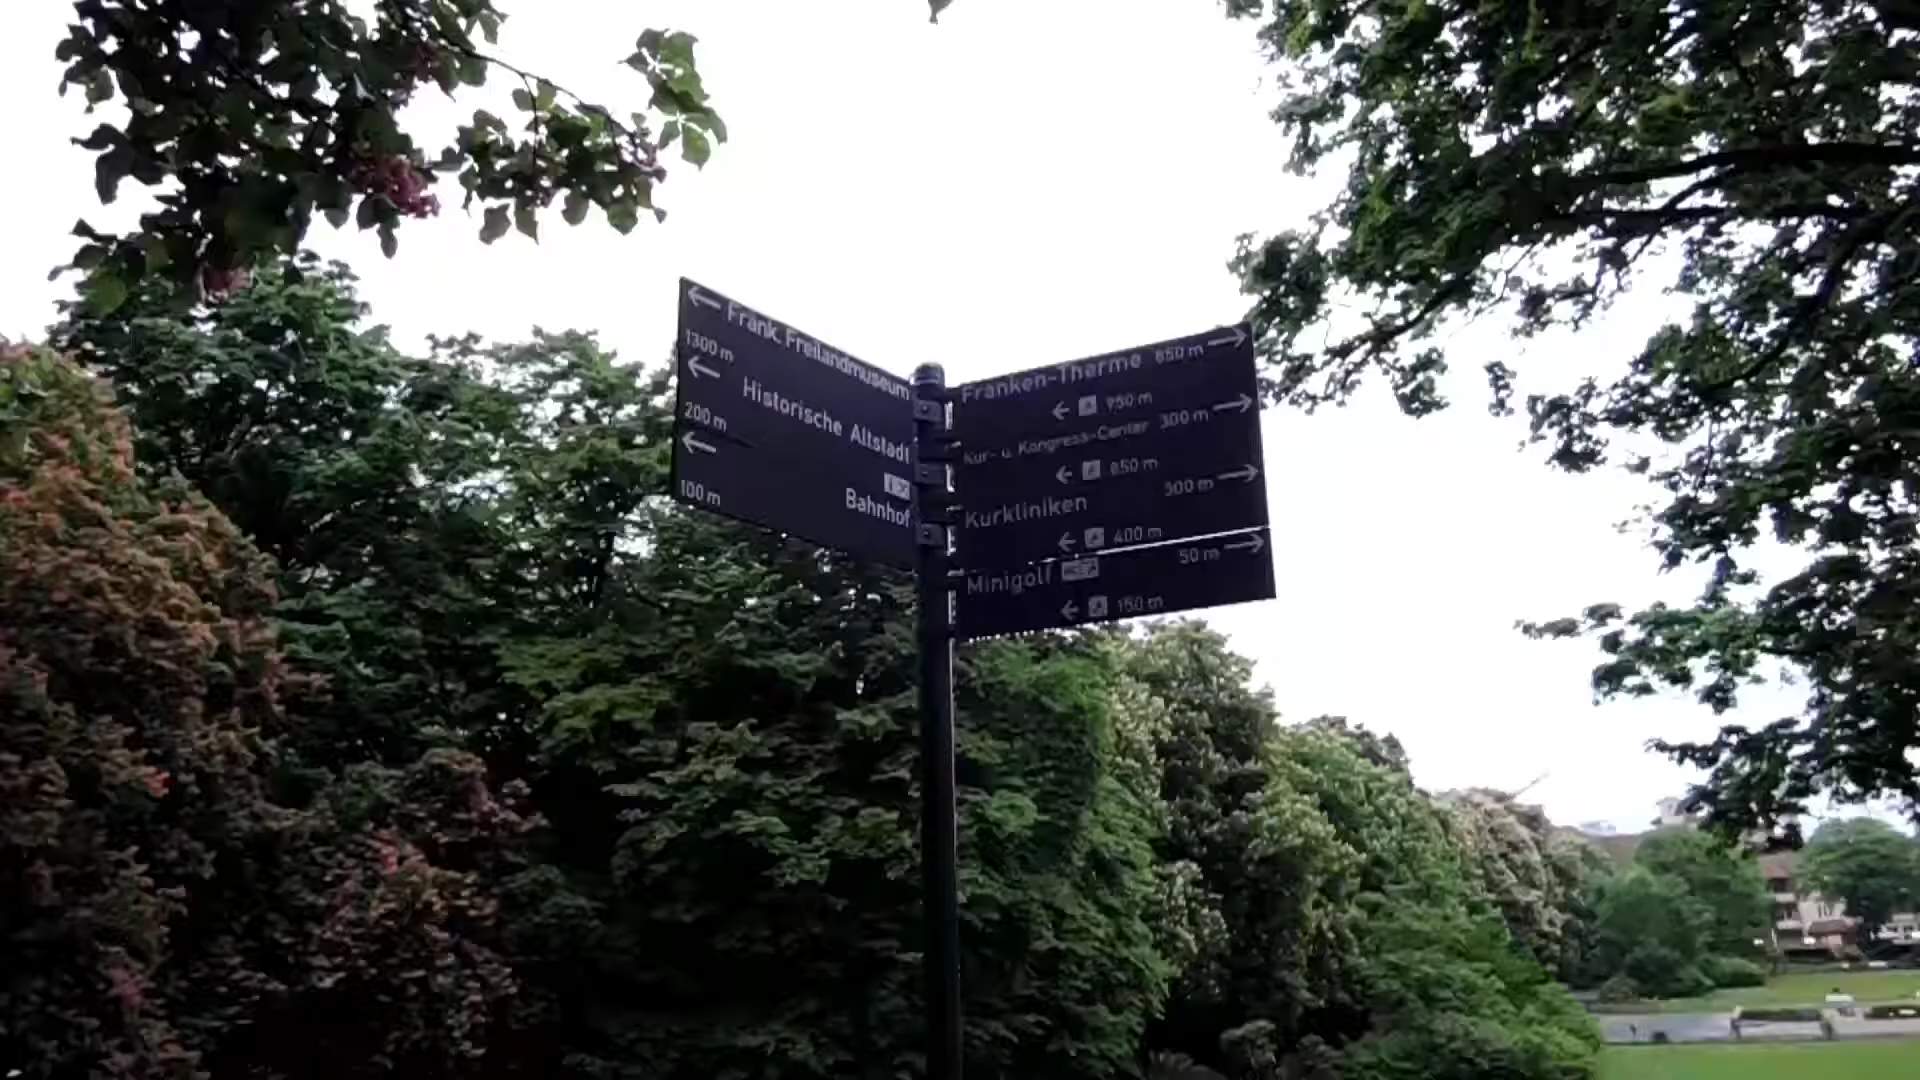 ← Frank. Freilandmuseum
1300 m
← Historische Altstadt
200 m
← Bahnhof
100 m
Franken-Therme 850 m →
← 950 m
Kur- u. Kongress-Center 300 m →
← 850 m
Kurkliniken 300 m →
← 400 m
Minigolf 50 m →
← 150 m